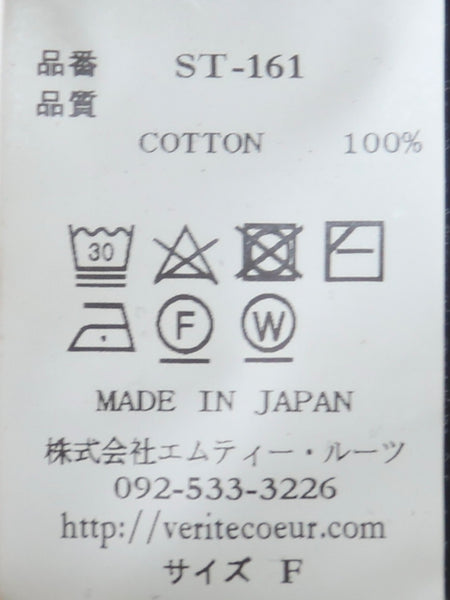 品番 ST-161
品質
COTTON 100%
30
F W
MADE IN JAPAN
株式会社エムティー・ルーツ
092-533-3226
http://veritecoeur.com
サイズ F